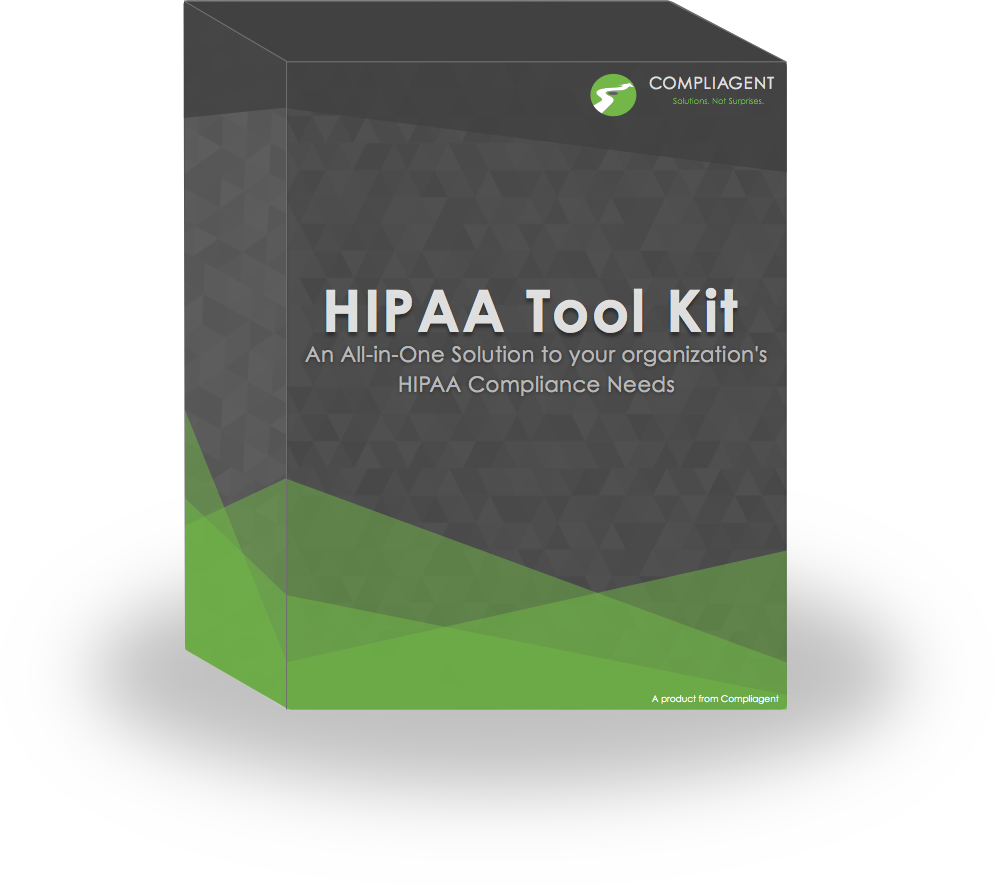 COMPLIAGENT
Solutions. Not Surprises.
HIPAA Tool Kit
An All-in-One Solution to your organization's
HIPAA Compliance Needs
A product from Compliagent